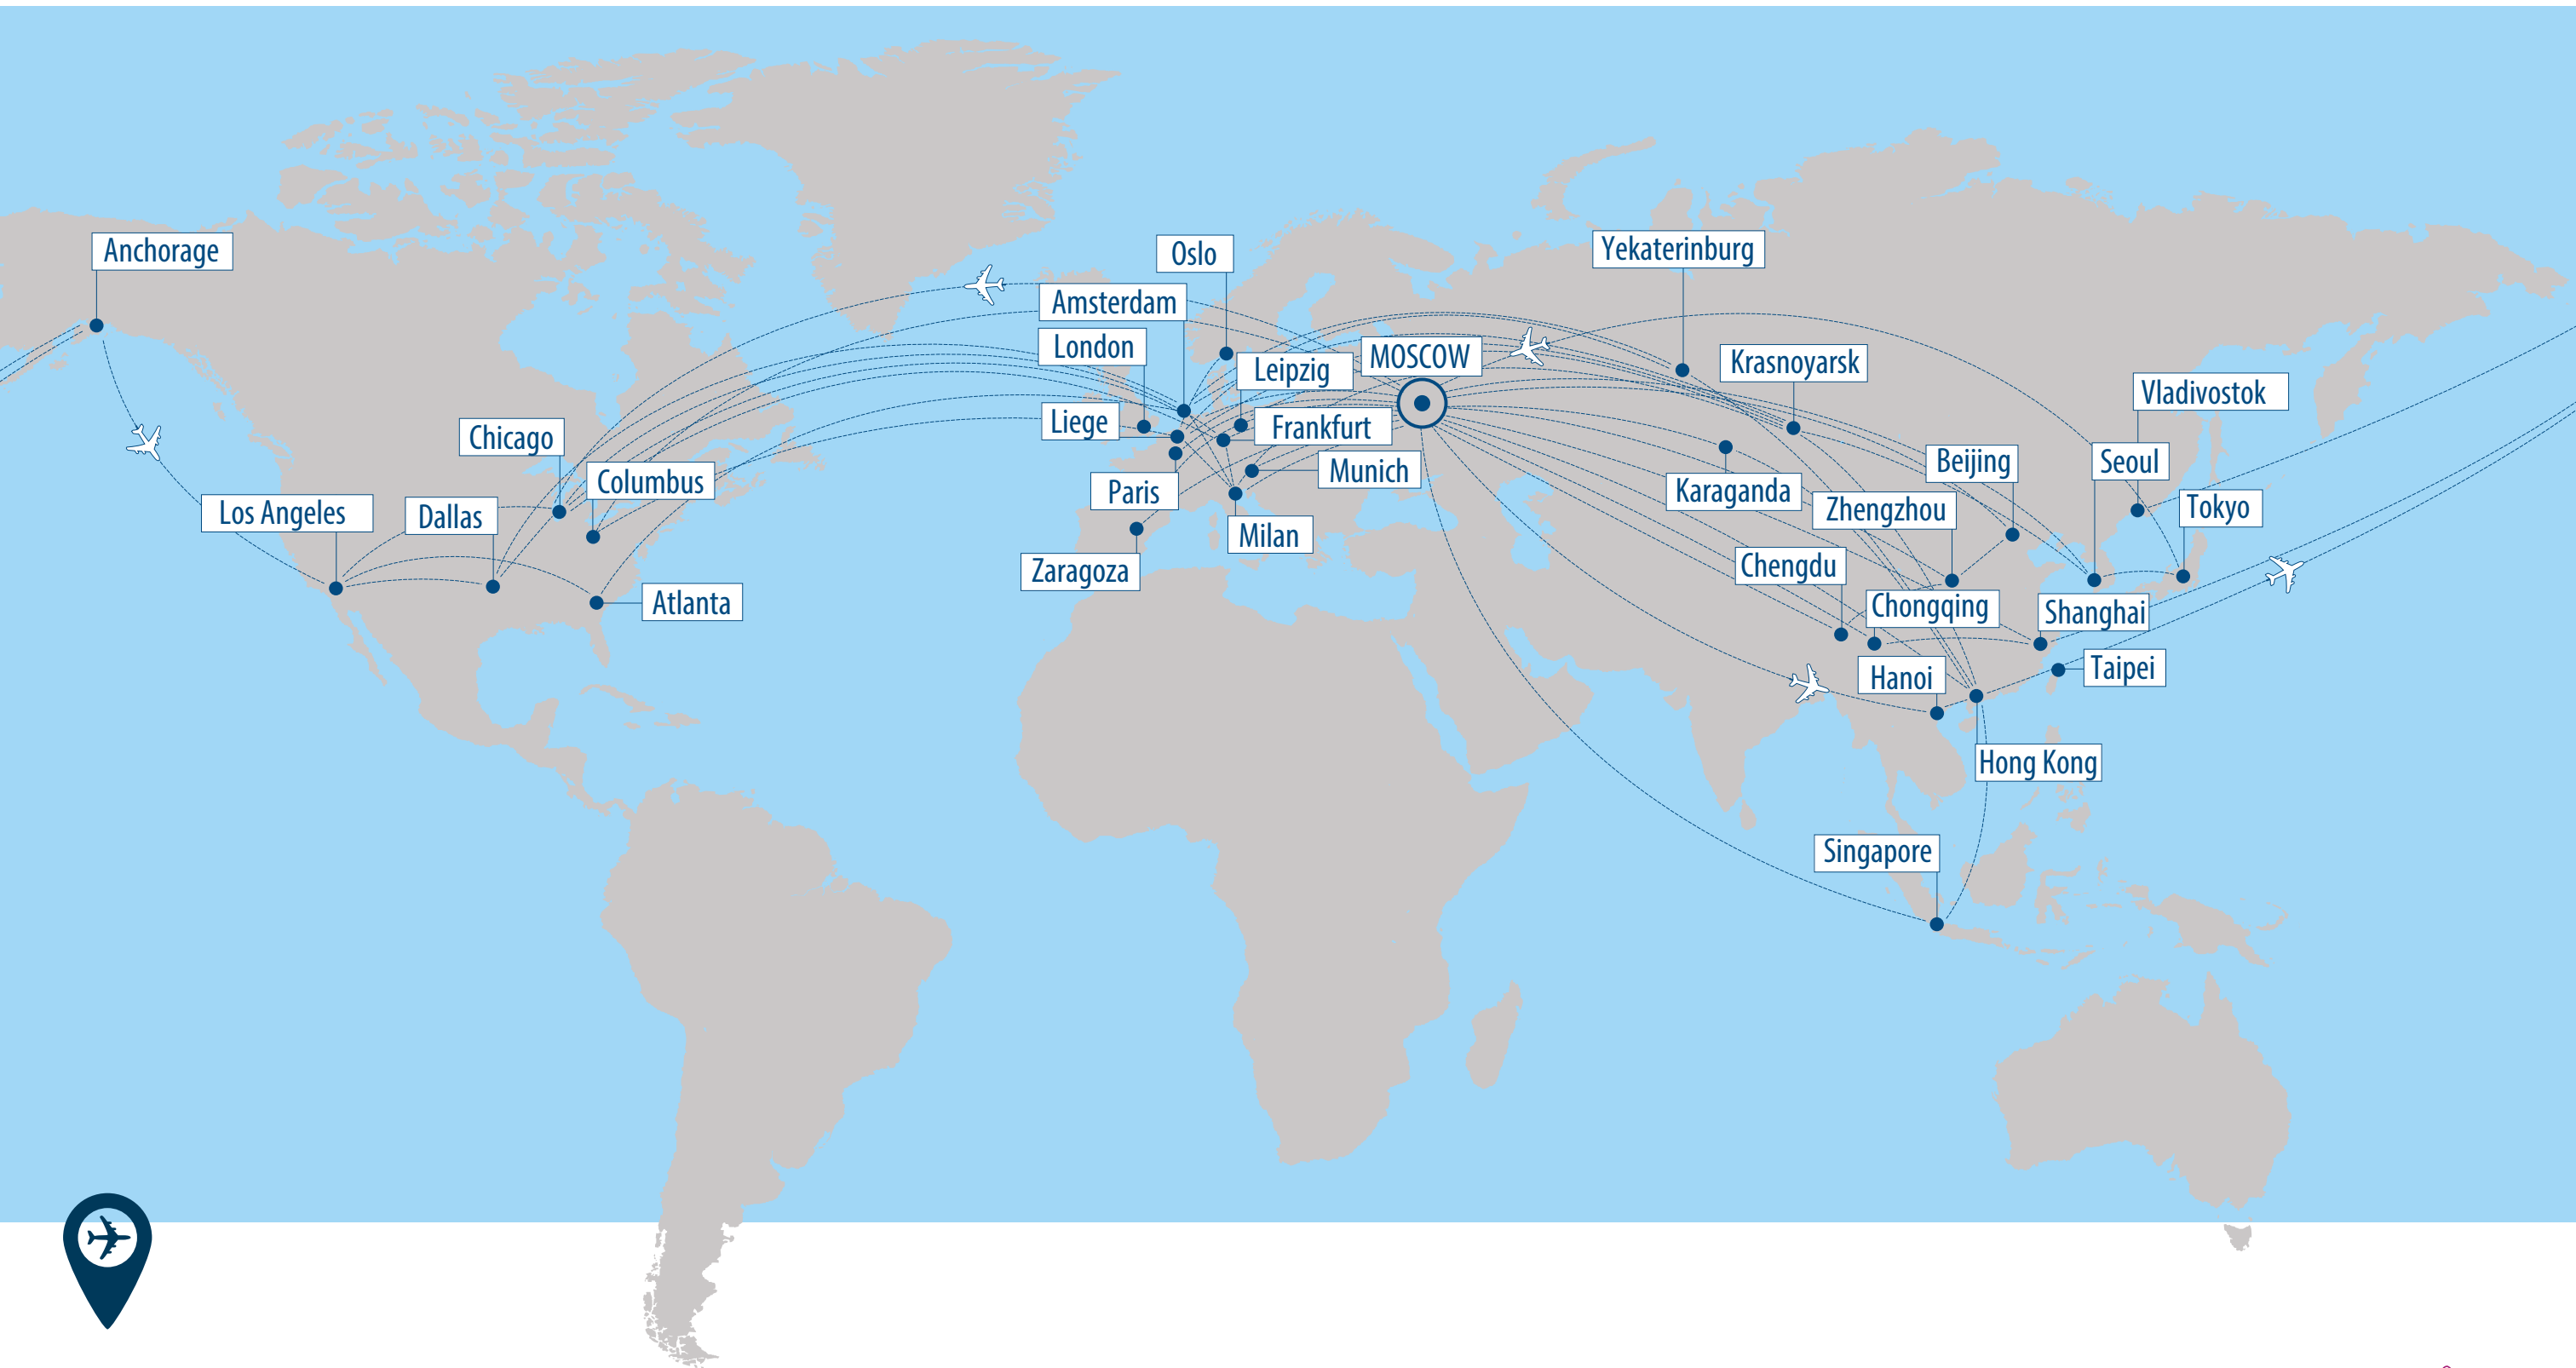 Anchorage
Oslo
Yekaterinburg
Amsterdam
London
MOSCOW
Leipzig
Krasnoyarsk
Vladivostok
Liege
Frankfurt
Chicago
Beijing
Seoul
Munich
Columbus
Paris
Karaganda
Tokyo
Los Angeles
Dallas
Zhengzhou
Milan
Zaragoza
Chengdu
Atlanta
Chongqing
Shanghai
Hanoi
Taipei
Hong Kong
Singapore